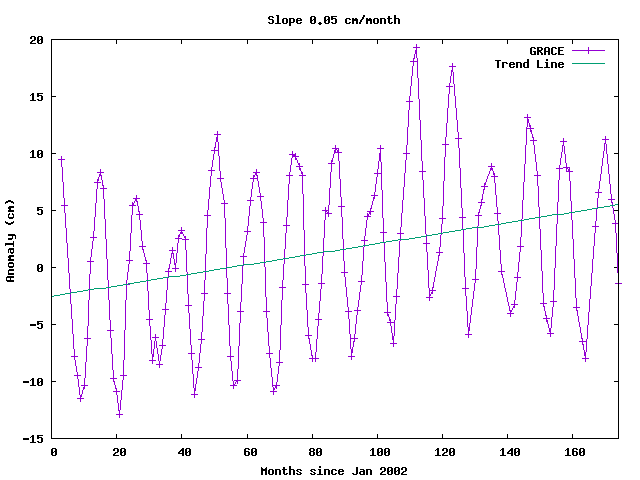 Slope 0.05 cm/month
GRACE
Trend Line
20
15
10
5
0
-5
-10
-15
Anomaly (cm)
0 20 40 60 80 100 120 140 160
Months since Jan 2002